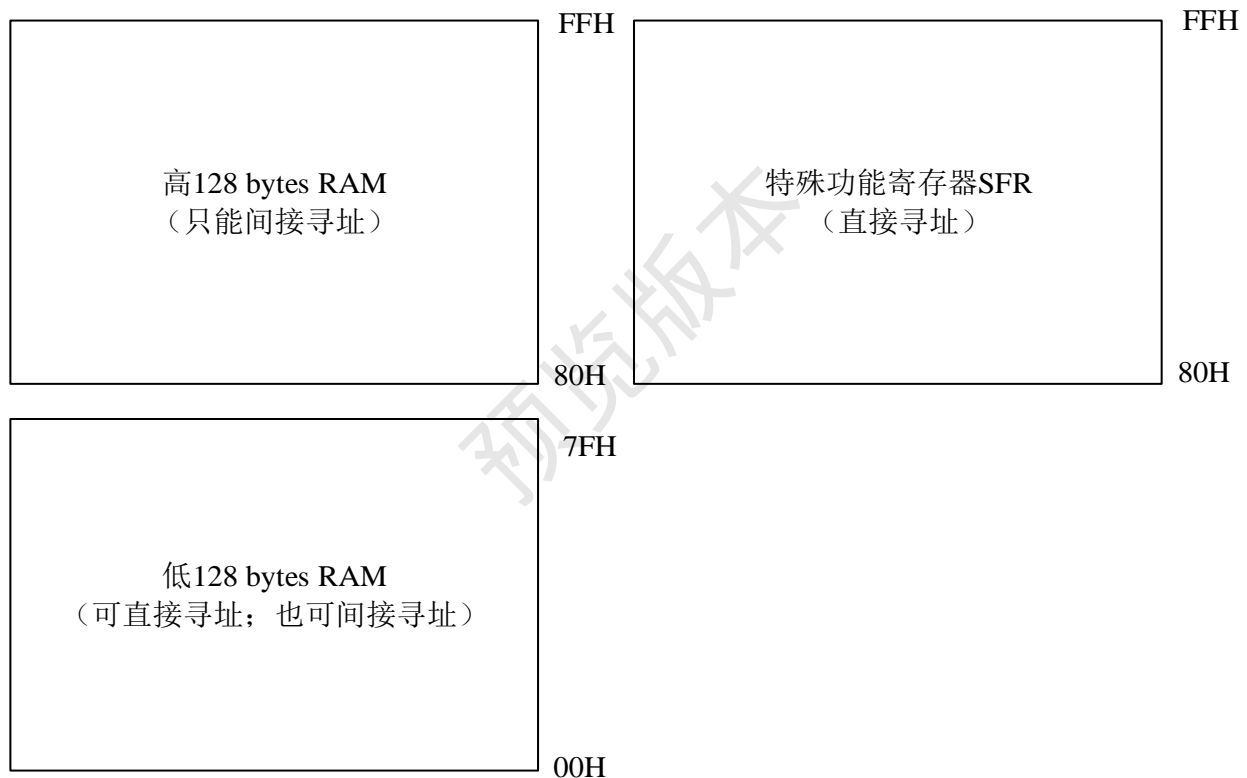 FFH
高128 bytes RAM
（只能间接寻址）
80H
FFH
特殊功能寄存器SFR
（直接寻址）
80H
预览版本
7FH
低128 bytes RAM
（可直接寻址；也可间接寻址）
00H